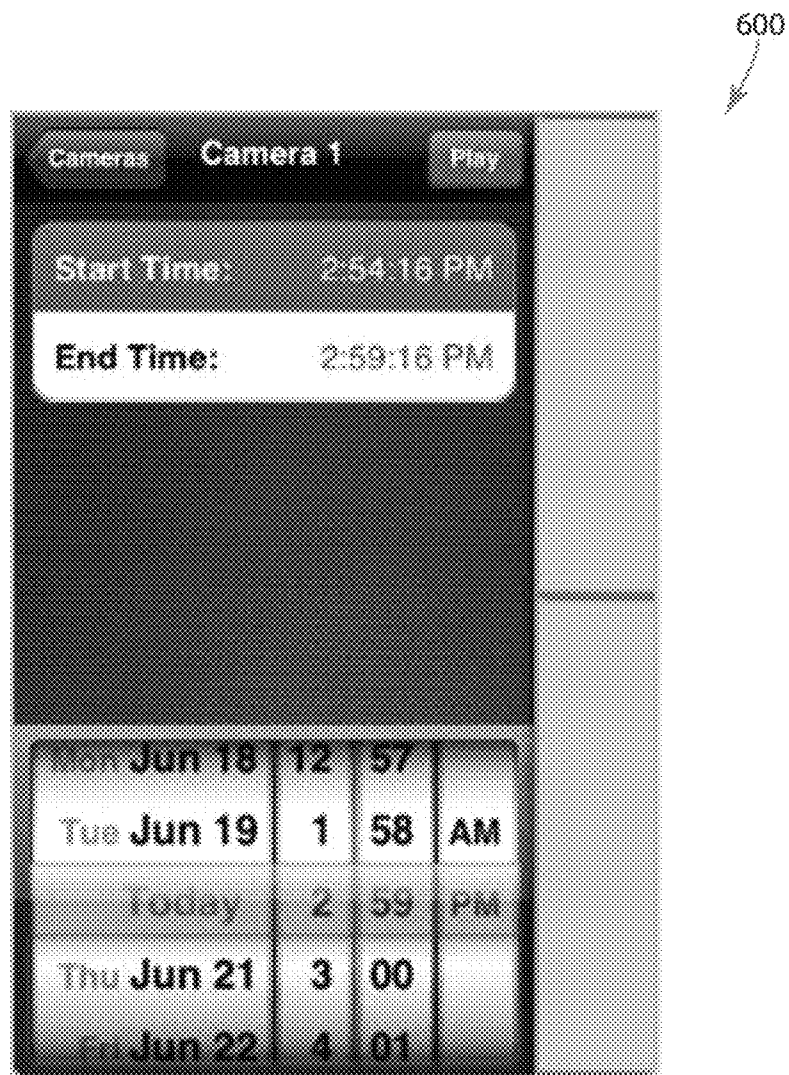 600
Cameras Camera 1 Play
Start Time: 2:54:16 PM
End Time: 2:59:16 PM
Mon Jun 18 12 57
Tue Jun 19 1 58 AM
Today 2 59 PM
Thu Jun 21 3 00
Fri Jun 22 4 01